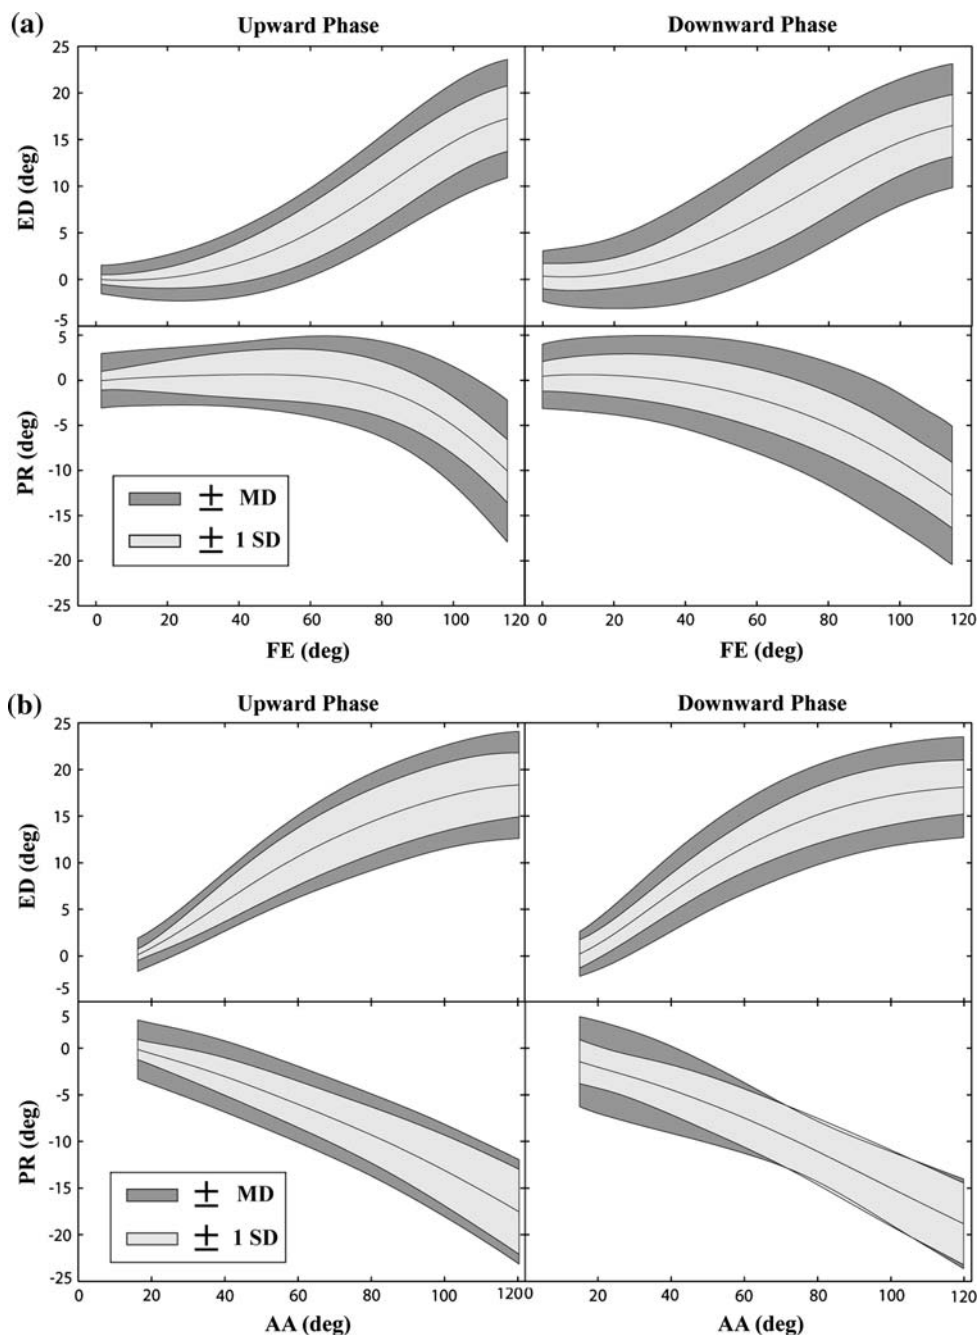 (a)
Upward Phase
Downward Phase
25
20
15
10
5
0
-5
ED (deg)
5
0
-5
-10
-15
-20
-25
PR (deg)
± MD
± 1 SD
0 20 40 60 80 100 120
0 20 40 60 80 100 120
FE (deg)
FE (deg)
(b)
Upward Phase
Downward Phase
25
20
15
10
5
0
-5
ED (deg)
5
0
-5
-10
-15
-20
-25
PR (deg)
± MD
± 1 SD
20 40 60 80 100 120
20 40 60 80 100 120
AA (deg)
AA (deg)